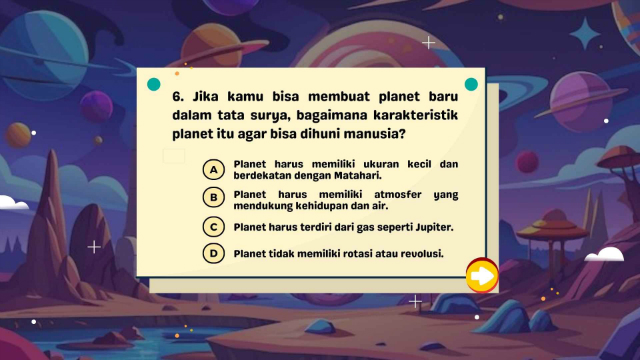 6. Jika kamu bisa membuat planet baru
dalam tata surya, bagaimana karakteristik
planet itu agar bisa dihuni manusia?
A Planet harus memiliki ukuran kecil dan
berdekatan dengan Matahari.
B Planet harus memiliki atmosfer yang
mendukung kehidupan dan air.
C Planet harus terdiri dari gas seperti Jupiter.
D Planet tidak memiliki rotasi atau revolusi.